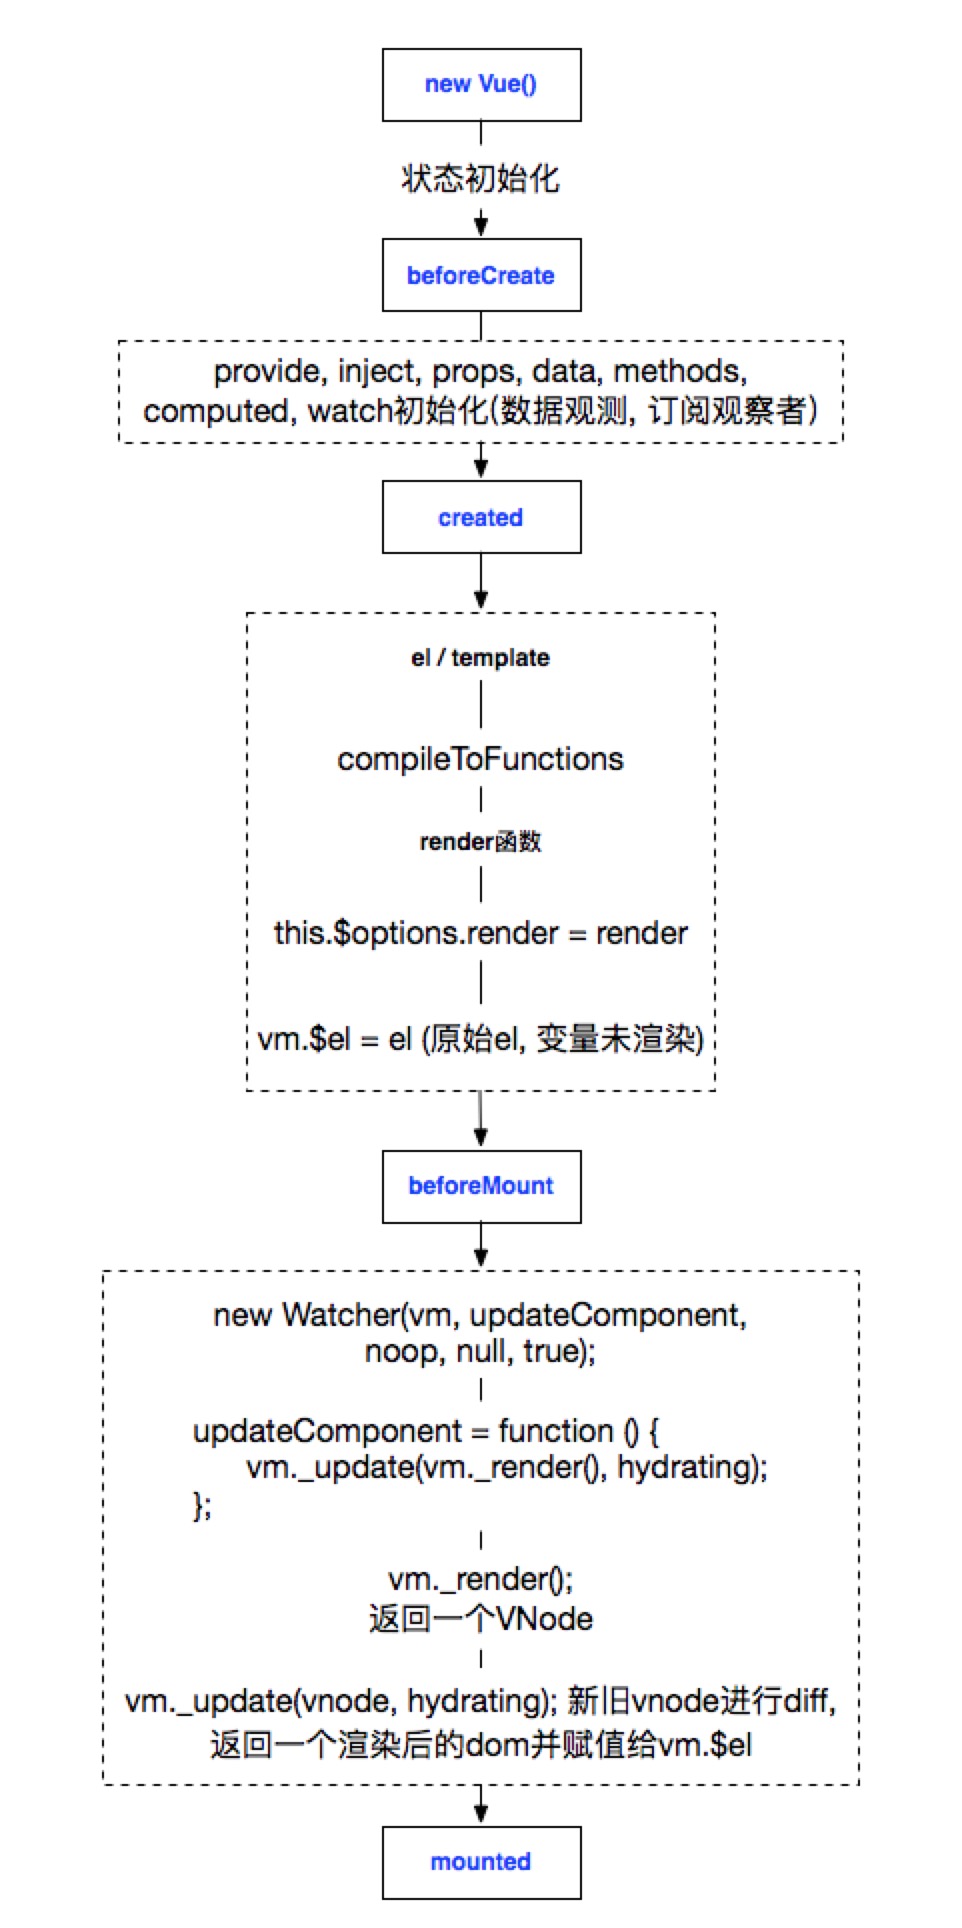 new Vue()
状态初始化
beforeCreate
provide, inject, props, data, methods,
computed, watch初始化(数据观测, 订阅观察者)
created
el / template
compileToFunctions
render函数
this.$options.render = render
vm.$el = el (原始el, 变量未渲染)
beforeMount
new Watcher(vm, updateComponent,
noop, null, true);
updateComponent = function () {
vm._update(vm._render(), hydrating);
};
vm._render();
返回一个VNode
vm._update(vnode, hydrating); 新旧vnode进行diff,
返回一个渲染后的dom并赋值给vm.$el
mounted